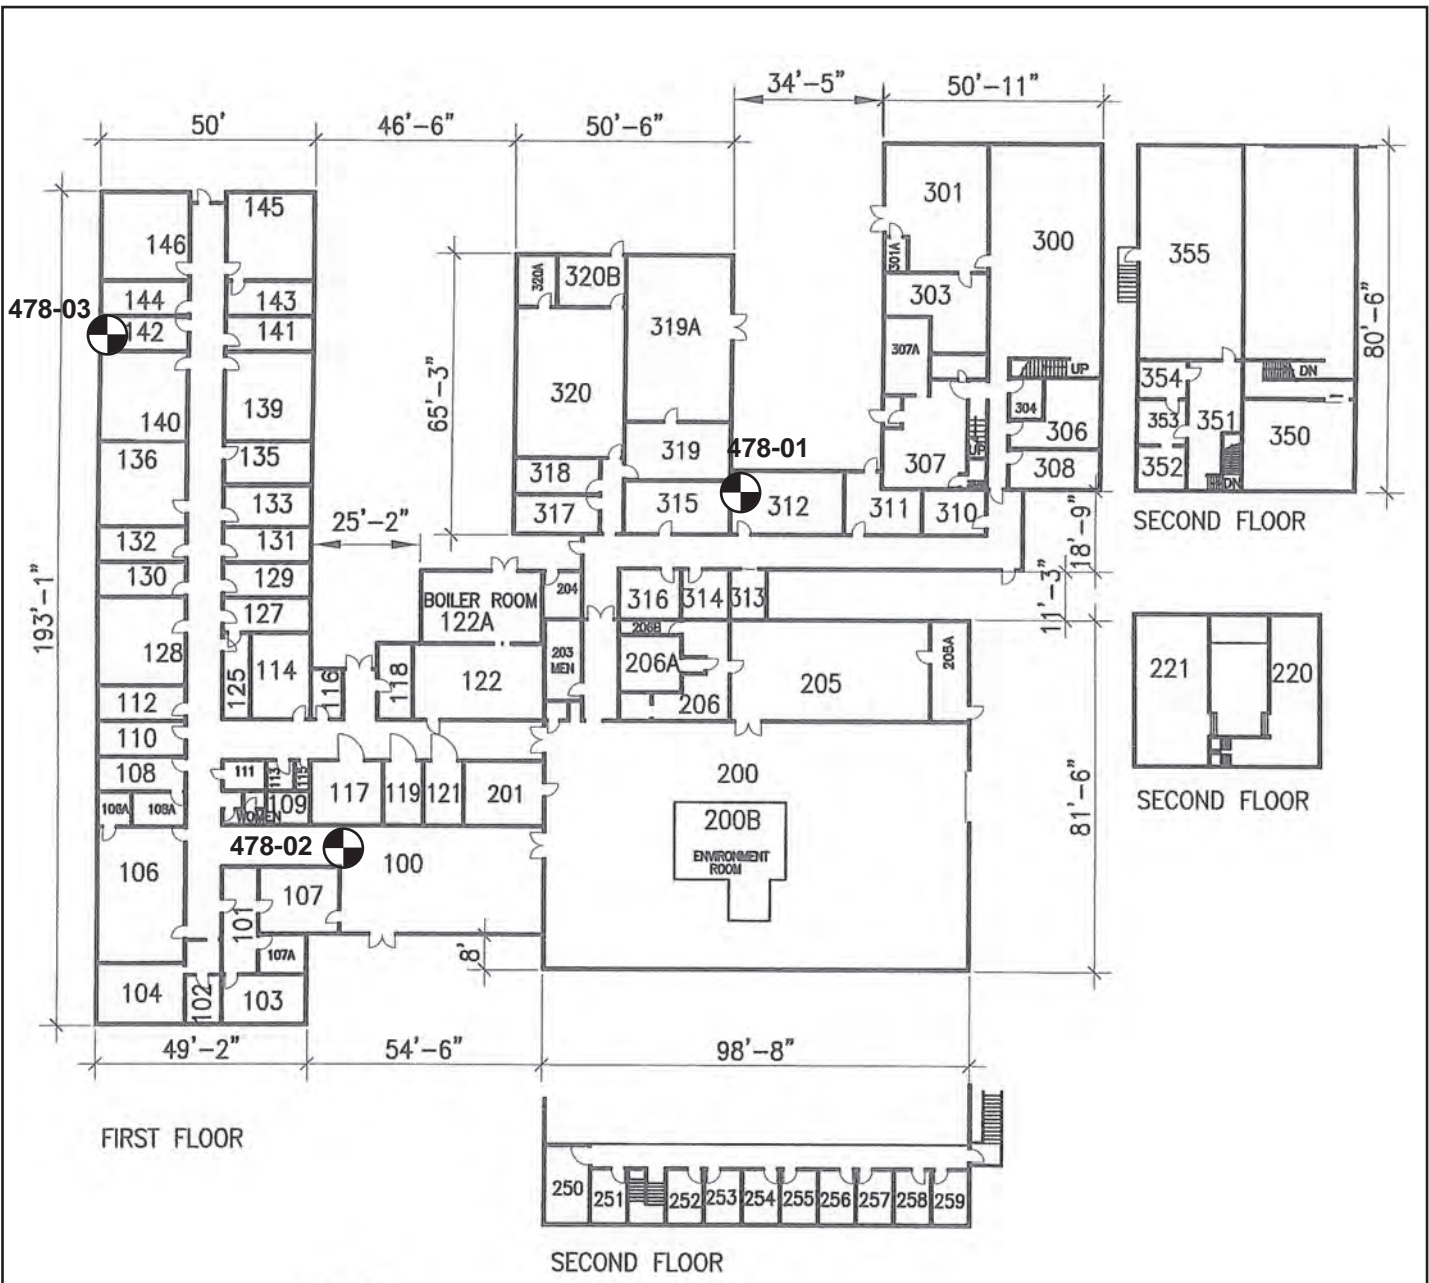 34'-5" 50'-11"
50' 46'-6" 50'-6"
146 145
301 300 355
301A
320A 320B
144 143 303
478-03 142 141 319A 307A
80'-6"
UP DN
354
65'-3" 320 304 353 351
140 139 306 350
136 135 319 478-01 307 UP 308 352
318 DN
133 317 315 312 311 310
25'-2" SECOND FLOOR
132 131 18'-9"
130 129 204
BOILER ROOM 316 314 313
122A
127 11'-3"
193'-1" 206B
128 125 114 116 118 122 203 MEN 206A 205 205A 221 220
112 206
110
108 111 113 115 200 SECOND FLOOR
108A 109 117 119 121 201
WOMEN 81'-6"
478-02 200B
100 ENVIRONMENT
ROOM
106 107
101
107A 8'
104 102 103
49'-2" 54'-6" 98'-8"
FIRST FLOOR
250 251 252 253 254 255 256 257 258 259
SECOND FLOOR